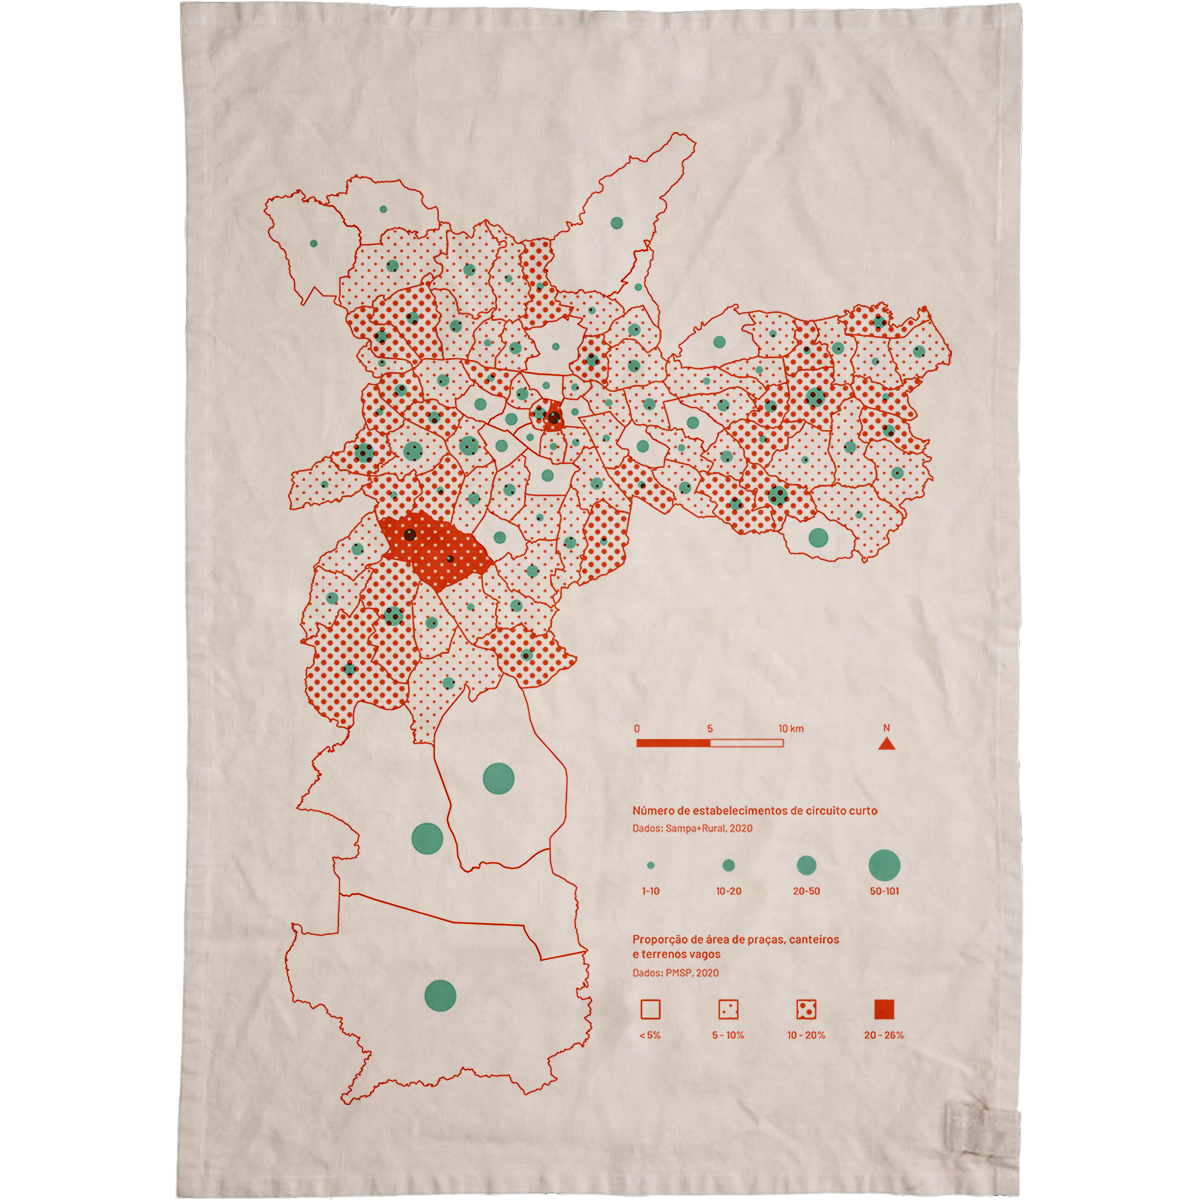 0 5 10 km
N
Número de estabelecimentos de circuito curto
Dados: Sampa+Rural, 2020
1-10 10-20 20-50 50-101
Proporção de área de praças, canteiros
e terrenos vagos
Dados: PMSP, 2020
< 5% 5 - 10% 10 - 20% 20 - 26%